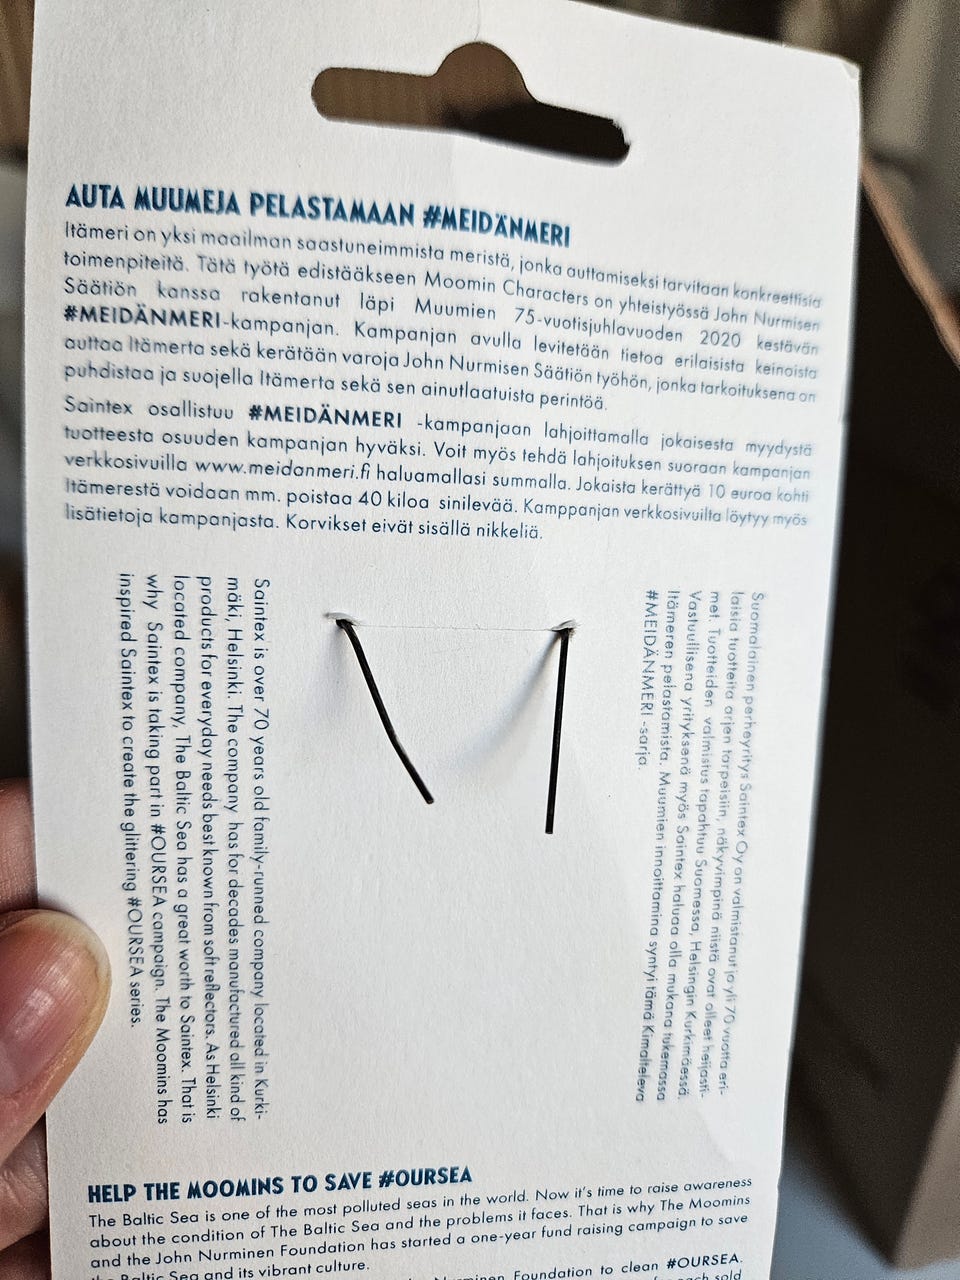 AUTA MUUMEJA PELASTAMAAN #MEIDÄNMERI
Itämeri on yksi maailman saastuneimmista meristä, jonka auttamiseksi tarvitaan konkreettisia
toimenpiteitä. Tätä työtä edistääkseen Moomin Characters on yhteistyössä John Nurmisen
Säätiön kanssa rakentanut läpi Muumien 75-vuotisjuhlavuoden 2020 kestävän
#MEIDÄNMERI-kampanjan. Kampanjan avulla levitetään tietoa erilaisista keinoista
auttaa Itämerta sekä kerätään varoja John Nurmisen Säätiön työhön, jonka tarkoituksena on
puhdistaa ja suojella Itämerta sekä sen ainutlaatuista perintöä.
Saintex osallistuu #MEIDÄNMERI -kampanjaan lahjoittamalla jokaisesta myydystä
tuotteesta osuuden kampanjan hyväksi. Voit myös tehdä lahjoituksen suoraan kampanjan
verkkosivuilla www.meidanmeri.fi haluamallasi summalla. Jokaista kerättyä 10 euroa kohti
Itämerestä voidaan mm. poistaa 40 kiloa sinilevää. Kamppanjan verkkosivuilta löytyy myös
lisätietoja kampanjasta. Korvikset eivät sisällä nikkeliä.
Saintex is over 70 years old family-runned company located in Kurki-
mäki, Helsinki. The company has for decades manufactured all kind of
products for everyday needs best known from soft reflectors. As Helsinki
located company, The Baltic Sea has a great worth to Saintex. That is
why Saintex is taking part in #OURSEA campaign. The Moomins has
inspired Saintex to create the glittering #OURSEA series.
Suomalainen perheyritys Saintex Oy on valmistanut jo yli 70 vuotta eri-
laisia tuotteita arjen tarpeisiin, näkyvimpinä niistä ovat olleet heijasti-
met. Tuotteiden valmistus tapahtuu Suomessa, Helsingin Kurkimäessä.
Vastuullisena yrityksenä myös Saintex haluaa olla mukana tukemassa
Itämeren pelastamista. Muumien innoittamina syntyi tämä Kimalteleva
#MEIDÄNMERI -sarja.
HELP THE MOOMINS TO SAVE #OURSEA
The Baltic Sea is one of the most polluted seas in the world. Now it's time to raise awareness
about the condition of The Baltic Sea and the problems it faces. That is why The Moomins
and the John Nurminen Foundation has started a one-year fund raising campaign to save
the Baltic Sea and its vibrant culture.
Foundation to clean #OURSEA.
each sold